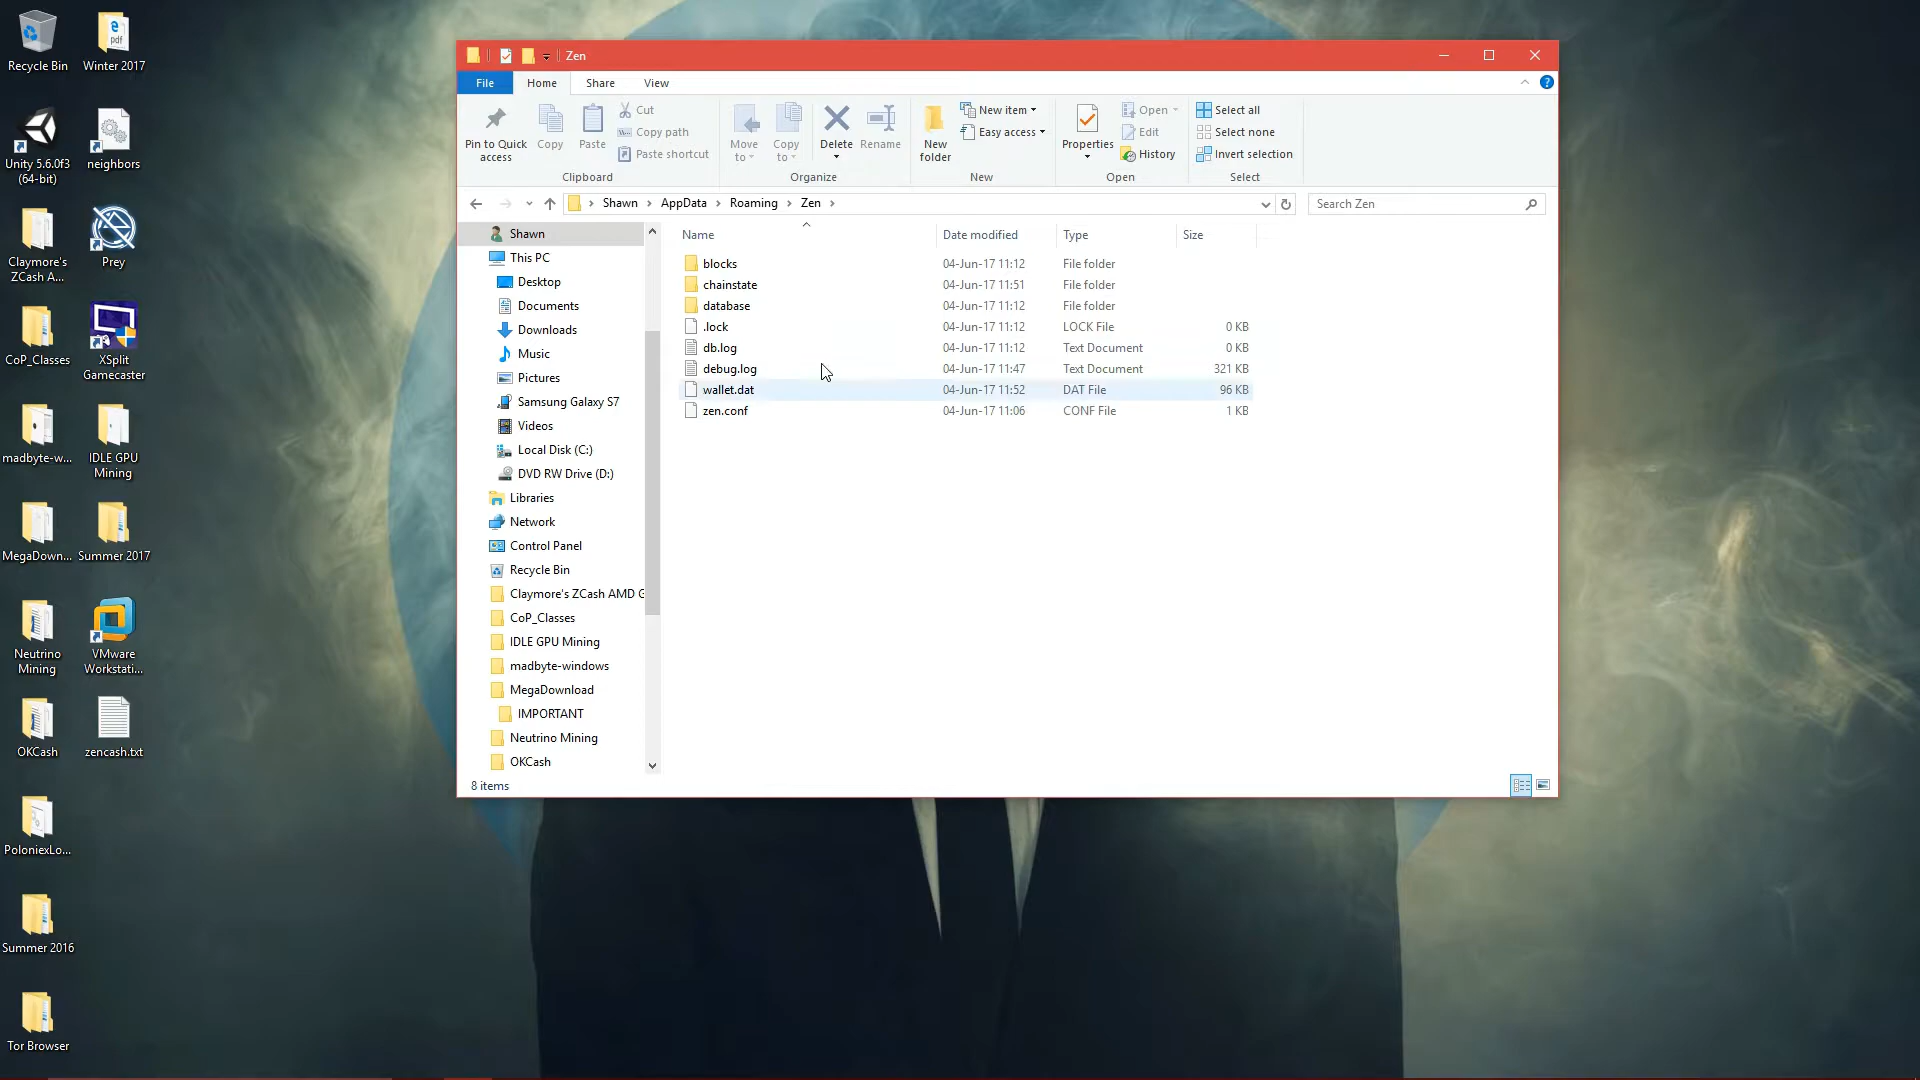 Recycle Bin
Winter 2017
Unity 5.6.0f3
(64-bit)
neighbors
Claymore's
ZCash A...
Prey
CoP_Classes
XSplit
Gamecaster
madbyte-w...
IDLE GPU
Mining
MegaDown...
Summer 2017
Neutrino
Mining
VMware
Workstati...
OKCash
zencash.txt
PoloniexLo...
Summer 2016
Tor Browser
Zen
File
Home
Share
View
Pin to Quick
access
Copy
Paste
Cut
Copy path
Paste shortcut
Clipboard
Move
to
Copy
to
Delete
Rename
Organize
New
folder
New item
Easy access
New
Properties
Open
Edit
History
Open
Select all
Select none
Invert selection
Select
Shawn
AppData
Roaming
Zen
Search Zen
Shawn
This PC
Desktop
Documents
Downloads
Music
Pictures
Samsung Galaxy S7
Videos
Local Disk (C:)
DVD RW Drive (D:)
Libraries
Network
Control Panel
Recycle Bin
Claymore's ZCash AMD G
CoP_Classes
IDLE GPU Mining
madbyte-windows
MegaDownload
IMPORTANT
Neutrino Mining
OKCash
Name Date modified Type Size
blocks 04-Jun-17 11:12 File folder
chainstate 04-Jun-17 11:51 File folder
database 04-Jun-17 11:12 File folder
.lock 04-Jun-17 11:12 LOCK File 0 KB
db.log 04-Jun-17 11:12 Text Document 0 KB
debug.log 04-Jun-17 11:47 Text Document 321 KB
wallet.dat 04-Jun-17 11:52 DAT File 96 KB
zen.conf 04-Jun-17 11:06 CONF File 1 KB
8 items